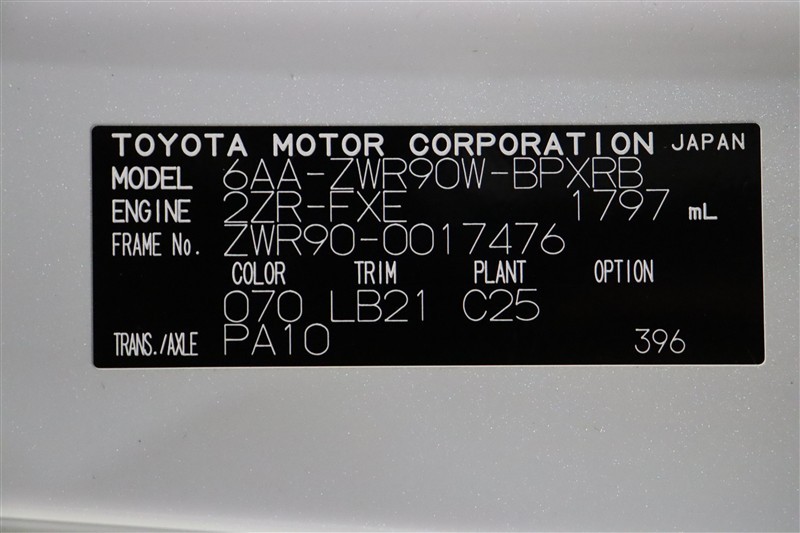 TOYOTA MOTOR CORPORATION JAPAN
MODEL 6AA-ZWR90W-BPXRB
ENGINE 2ZR-FXE 1797 mL
FRAME No. ZWR90-0017476
COLOR TRIM PLANT OPTION
070 LB21 C25
TRANS./AXLE PA10 396